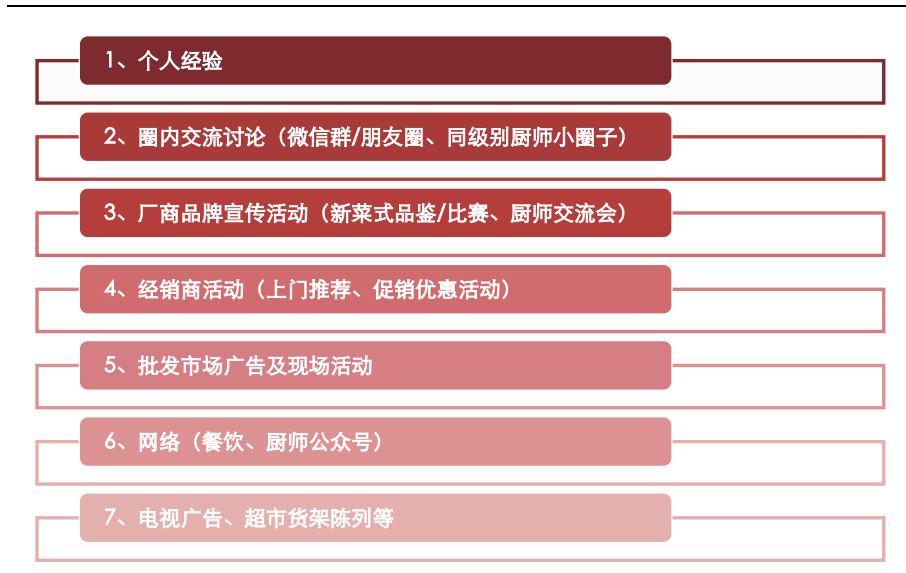 1、个人经验
2、圈内交流讨论（微信群/朋友圈、同级别厨师小圈子）
3、厂商品牌宣传活动（新菜式品鉴/比赛、厨师交流会）
4、经销商活动（上门推荐、促销优惠活动）
5、批发市场广告及现场活动
6、网络（餐饮、厨师公众号）
7、电视广告、超市货架陈列等